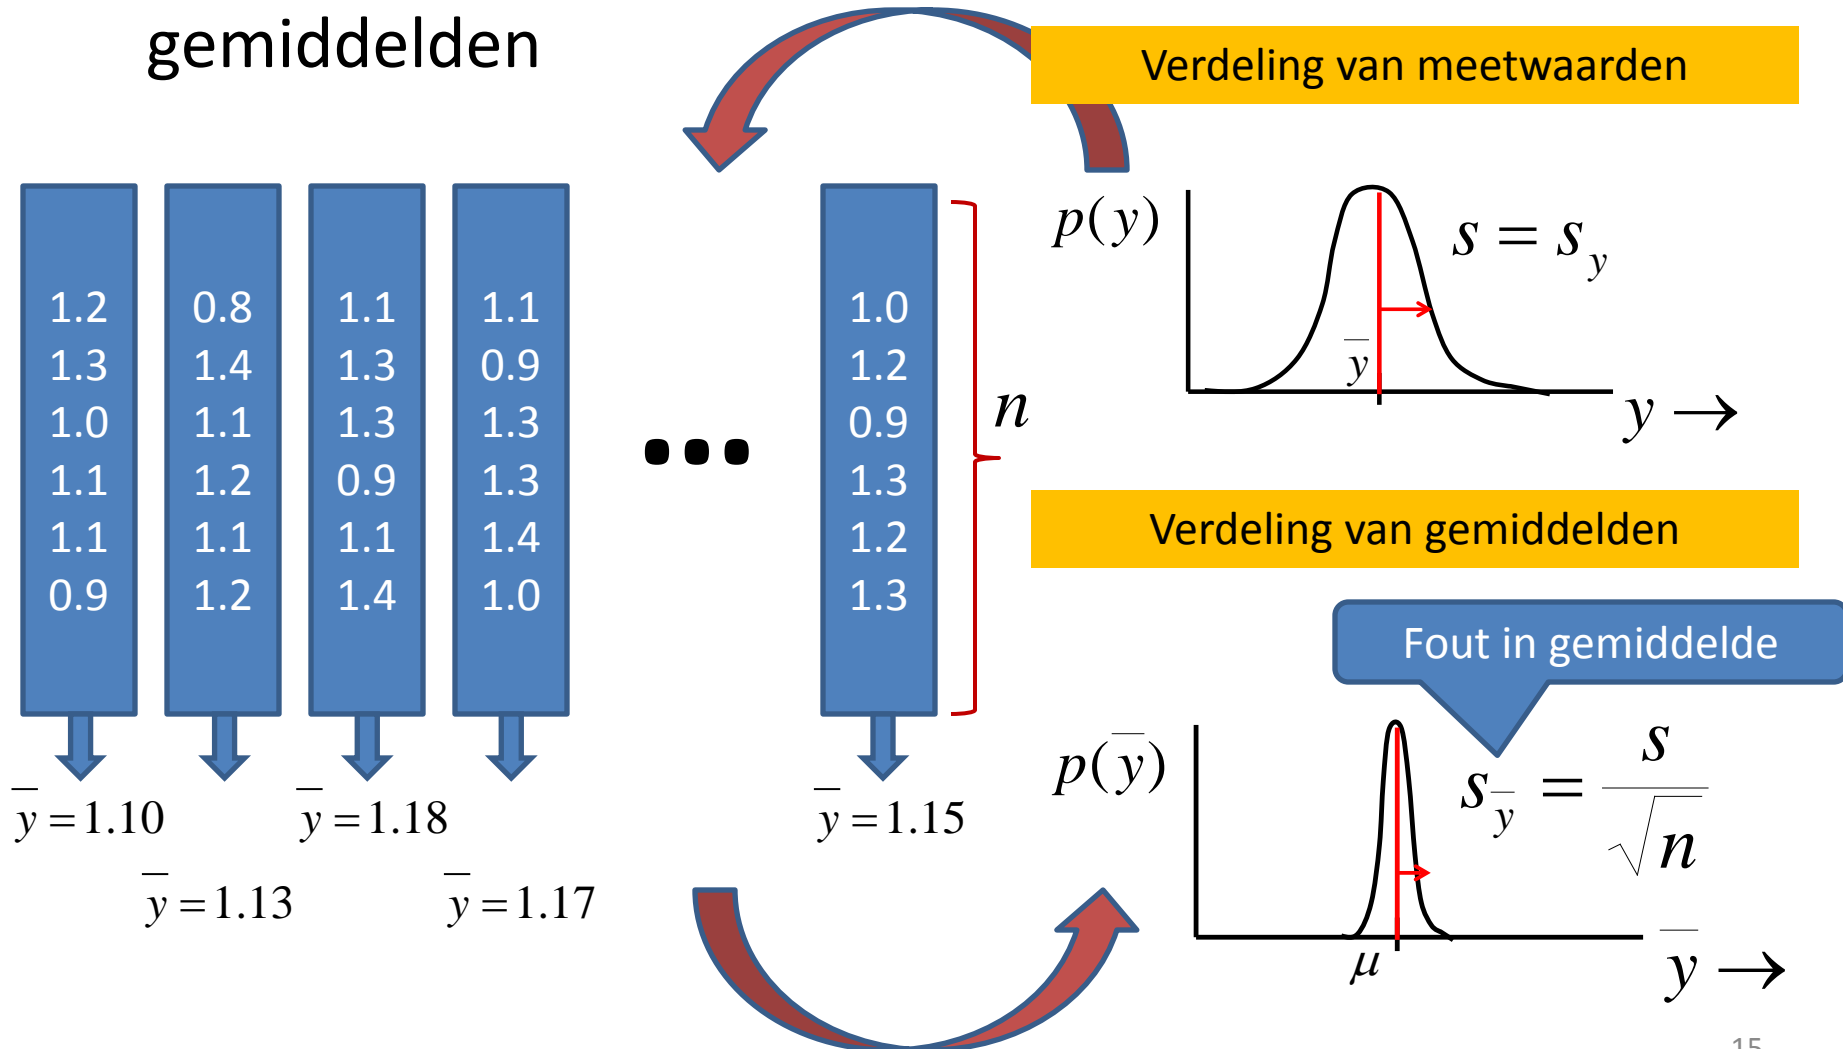 gemiddelden
Verdeling van meetwaarden
1.2
1.3
1.0
1.1
1.1
0.9
0.8
1.4
1.1
1.2
1.1
1.2
1.1
1.3
1.3
0.9
1.1
1.4
1.1
0.9
1.3
1.3
1.4
1.0
...
1.0
1.2
0.9
1.3
1.2
1.3
n
p(y)
s = s_y
y̅
y →
Verdeling van gemiddelden
Fout in gemiddelde
p(y̅)
s_y̅ = s/√n
μ
y̅ →
y̅ = 1.10
y̅ = 1.13
y̅ = 1.18
y̅ = 1.17
y̅ = 1.15
15